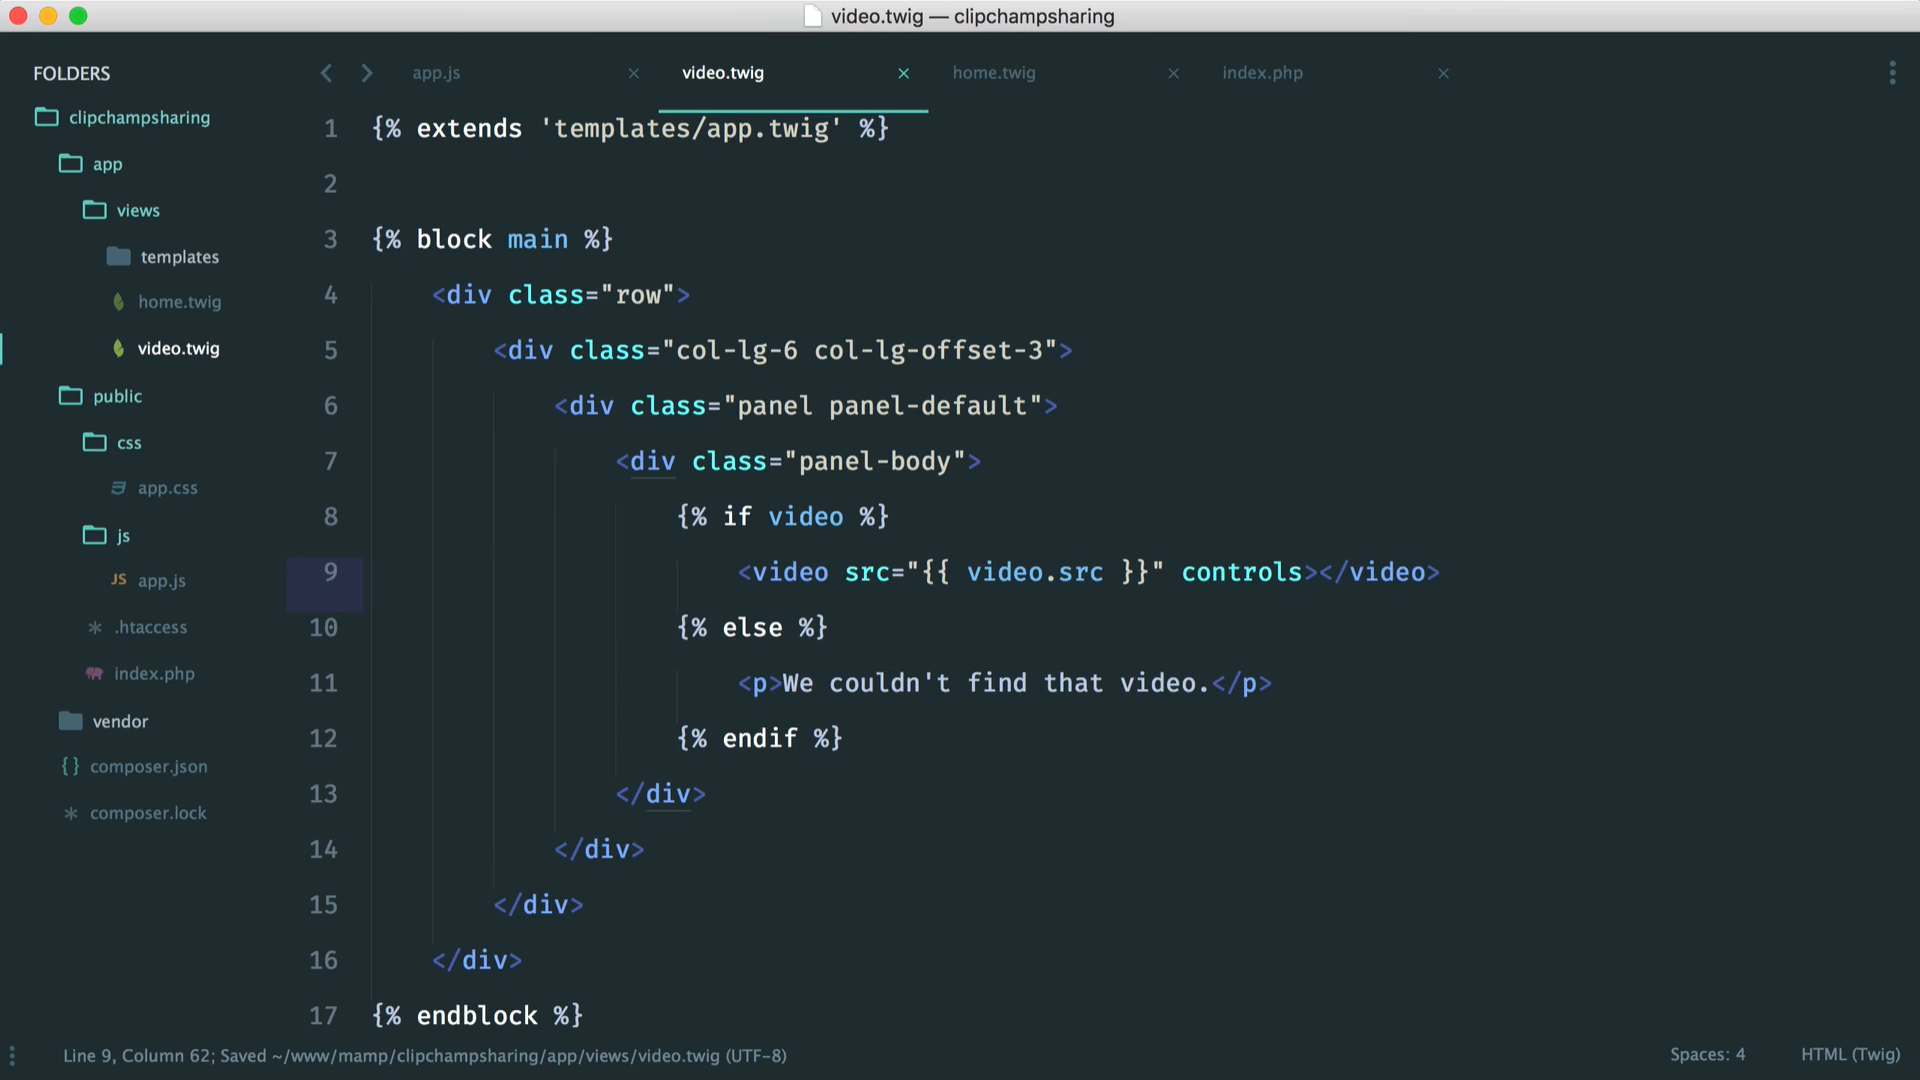 video.twig — clipchampsharing
FOLDERS
clipchampsharing
app
views
templates
home.twig
video.twig
public
css
app.css
js
JS app.js
.htaccess
index.php
vendor
{} composer.json
composer.lock
app.js video.twig home.twig index.php
1 {% extends 'templates/app.twig' %}
2
3 {% block main %}
4 <div class="row">
5 <div class="col-lg-6 col-lg-offset-3">
6 <div class="panel panel-default">
7 <div class="panel-body">
8 {% if video %}
9 <video src="{{ video.src }}" controls></video>
10 {% else %}
11 <p>We couldn't find that video.</p>
12 {% endif %}
13 </div>
14 </div>
15 </div>
16 </div>
17 {% endblock %}
Line 9, Column 62; Saved ~/www/mamp/clipchampsharing/app/views/video.twig (UTF-8)
Spaces: 4 HTML (Twig)